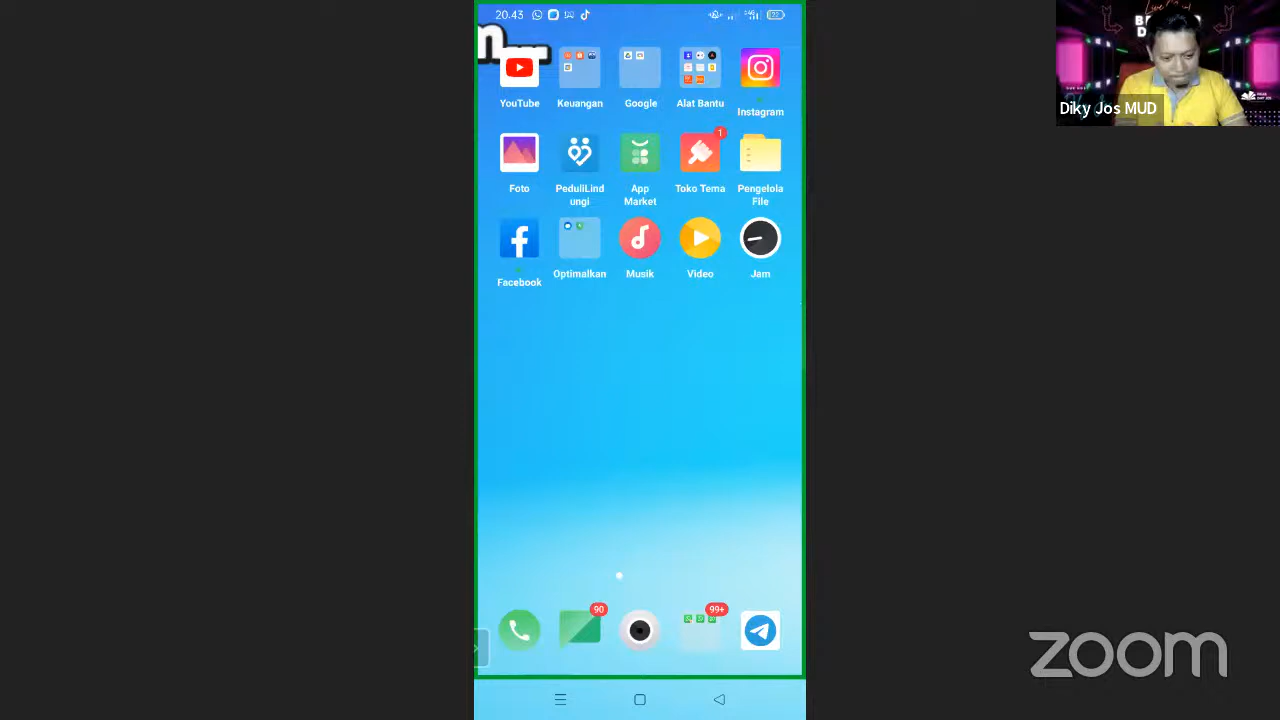 20.43
YouTube
Keuangan
Google
Alat Bantu
Instagram
Foto
PeduliLind
ungi
App
Market
1
Toko Tema
Pengelola
File
Facebook
Optimalkan
Musik
Video
Jam
90
99+
Live
Diky Jos MUD
zoom